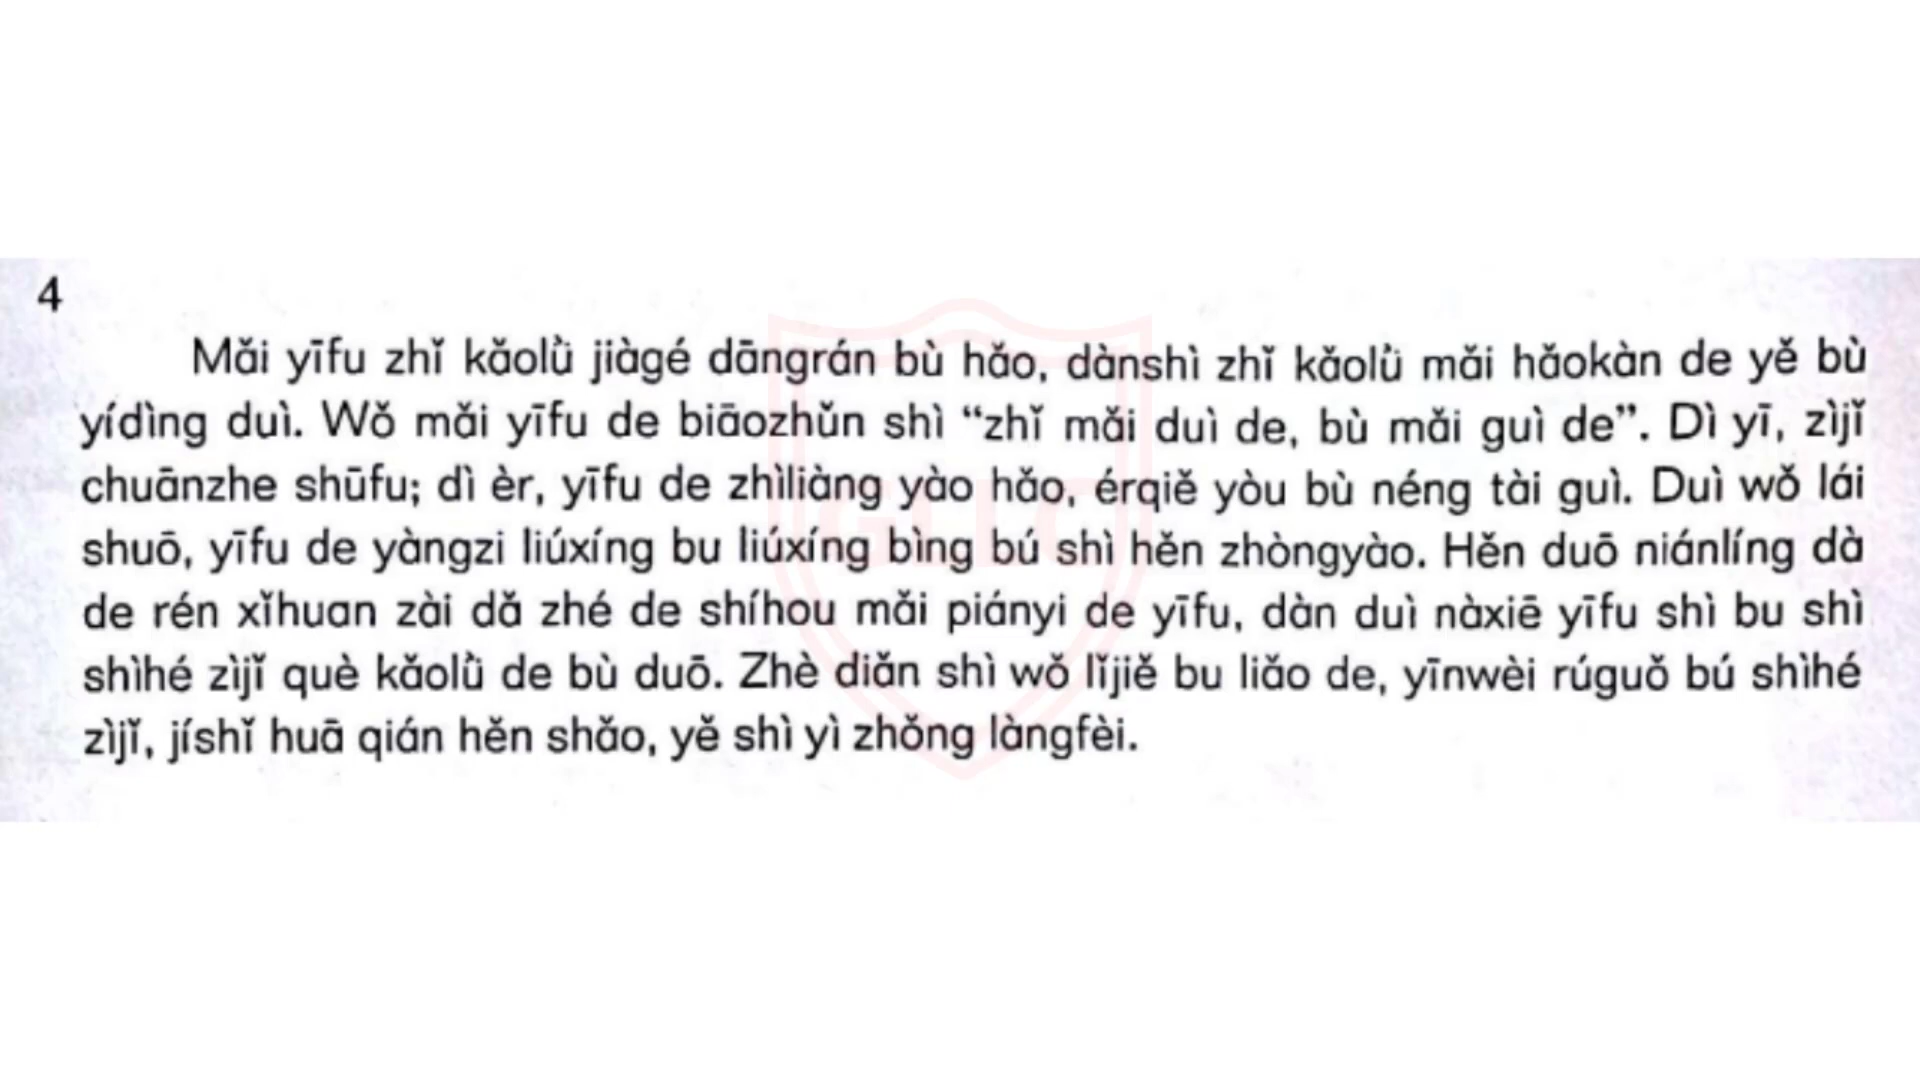 4
Mǎi yīfu zhǐ kǎolǜ jiàgé dāngrán bù hǎo, dànshì zhǐ kǎolǜ mǎi hǎokàn de yě bù
yídìng duì. Wǒ mǎi yīfu de biāozhǔn shì “zhǐ mǎi duì de, bù mǎi guì de”. Dì yī, zìjǐ
chuānzhe shūfu; dì èr, yīfu de zhìliàng yào hǎo, érqiě yòu bù néng tài guì. Duì wǒ lái
shuō, yīfu de yàngzi liúxíng bu liúxíng bìng bú shì hěn zhòngyào. Hěn duō niánlíng dà
de rén xǐhuan zài dǎ zhé de shíhou mǎi piányi de yīfu, dàn duì nàxiē yīfu shì bu shì
shìhé zìjǐ què kǎolǜ de bù duō. Zhè diǎn shì wǒ lǐjiě bu liǎo de, yīnwèi rúguǒ bú shìhé
zìjǐ, jíshǐ huā qián hěn shǎo, yě shì yì zhǒng làngfèi.